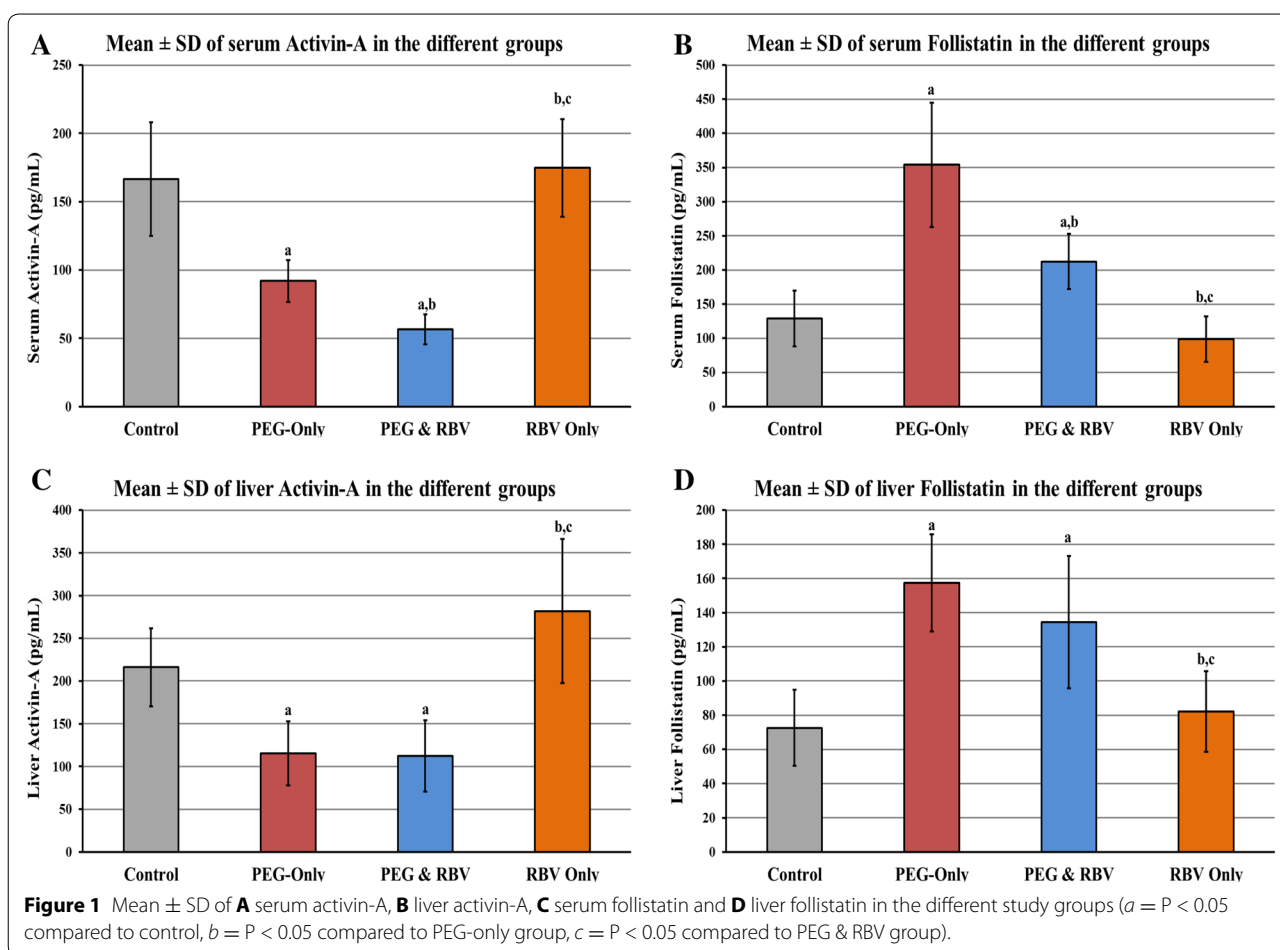 A
Mean ± SD of serum Activin-A in the different groups
Serum Activin-A (pg/mL)
250
200
150
100
50
0
a
a,b
b,c
Control PEG-Only PEG & RBV RBV Only
B
Mean ± SD of serum Follistatin in the different groups
Serum Follistatin (pg/mL)
500
450
400
350
300
250
200
150
100
50
0
a
a,b
b,c
Control PEG-Only PEG & RBV RBV Only
C
Mean ± SD of liver Activin-A in the different groups
Liver Activin-A (pg/mL)
400
350
300
250
200
150
100
50
0
a
a
b,c
Control PEG-Only PEG & RBV RBV Only
D
Mean ± SD of liver Follistatin in the different groups
Liver Follistatin (pg/mL)
200
180
160
140
120
100
80
60
40
20
0
a
a
b,c
Control PEG-Only PEG & RBV RBV Only
Figure 1 Mean ± SD of A serum activin-A, B liver activin-A, C serum follistatin and D liver follistatin in the different study groups (a = P < 0.05
compared to control, b = P < 0.05 compared to PEG-only group, c = P < 0.05 compared to PEG & RBV group).